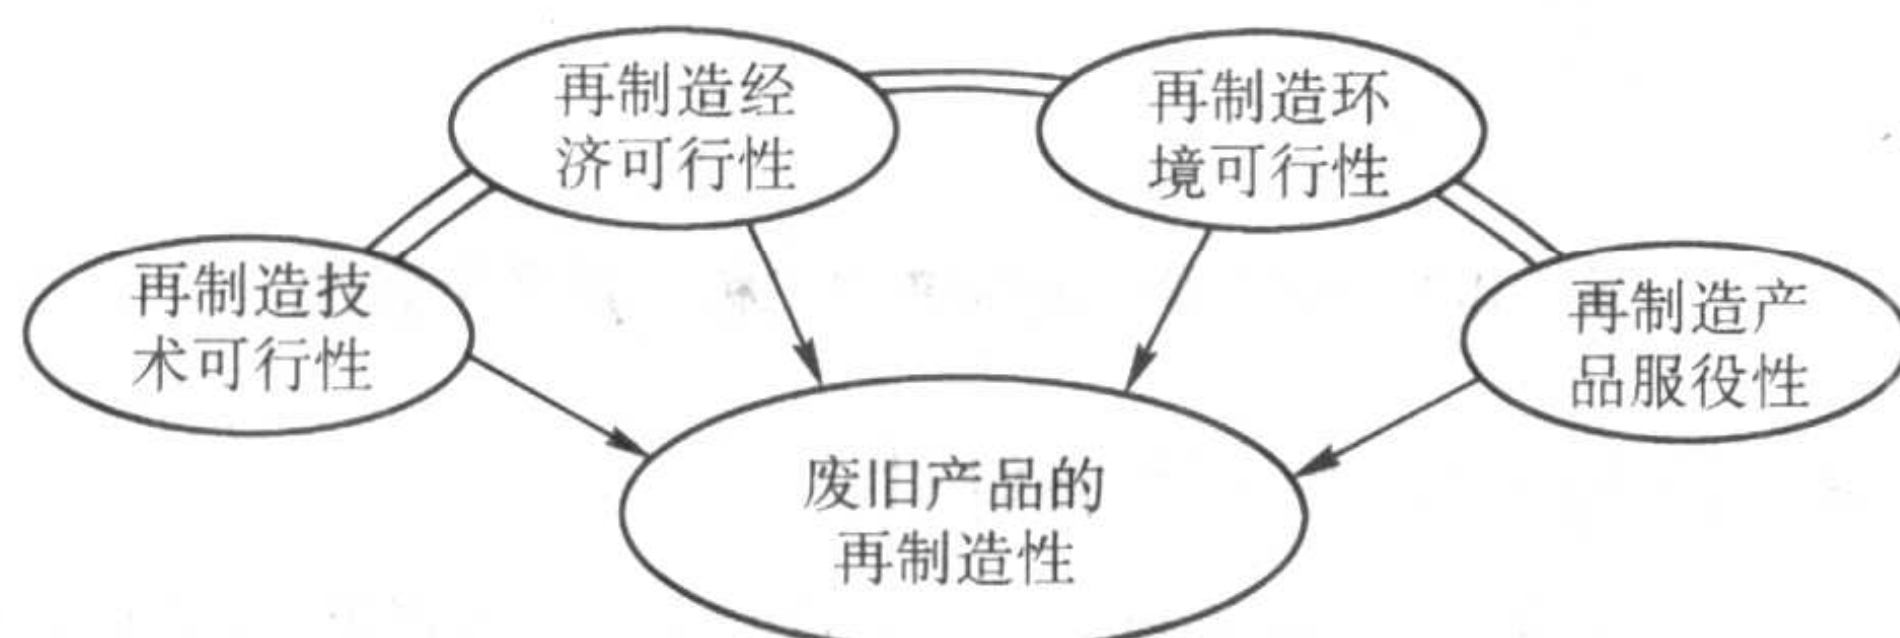 再制造经
济可行性
再制造环
境可行性
再制造技
术可行性
再制造产
品服役性
废旧产品的
再制造性